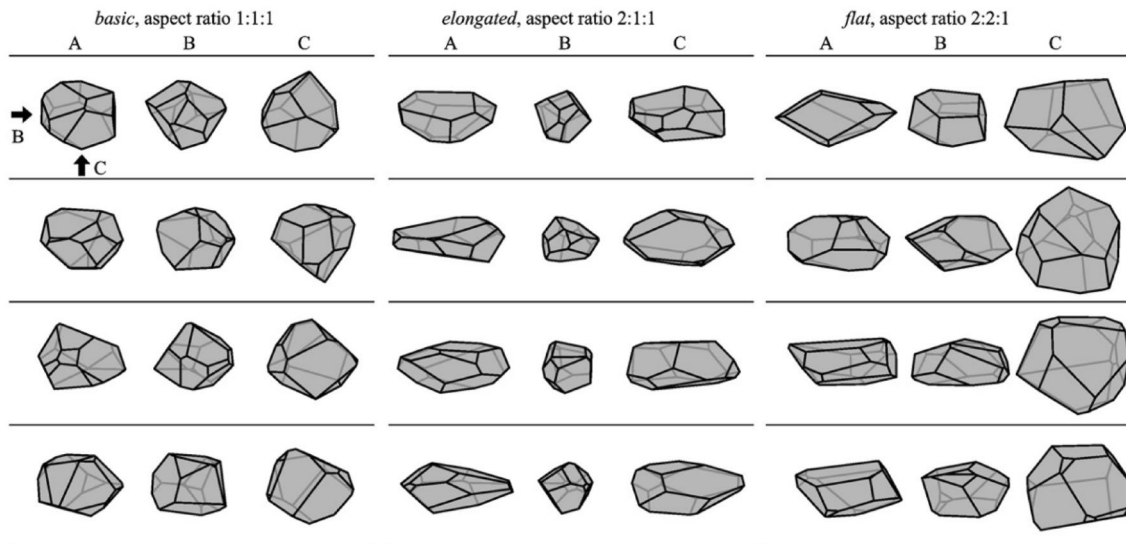 basic, aspect ratio 1:1:1 elongated, aspect ratio 2:1:1 flat, aspect ratio 2:2:1
A B C A B C A B C
B
C